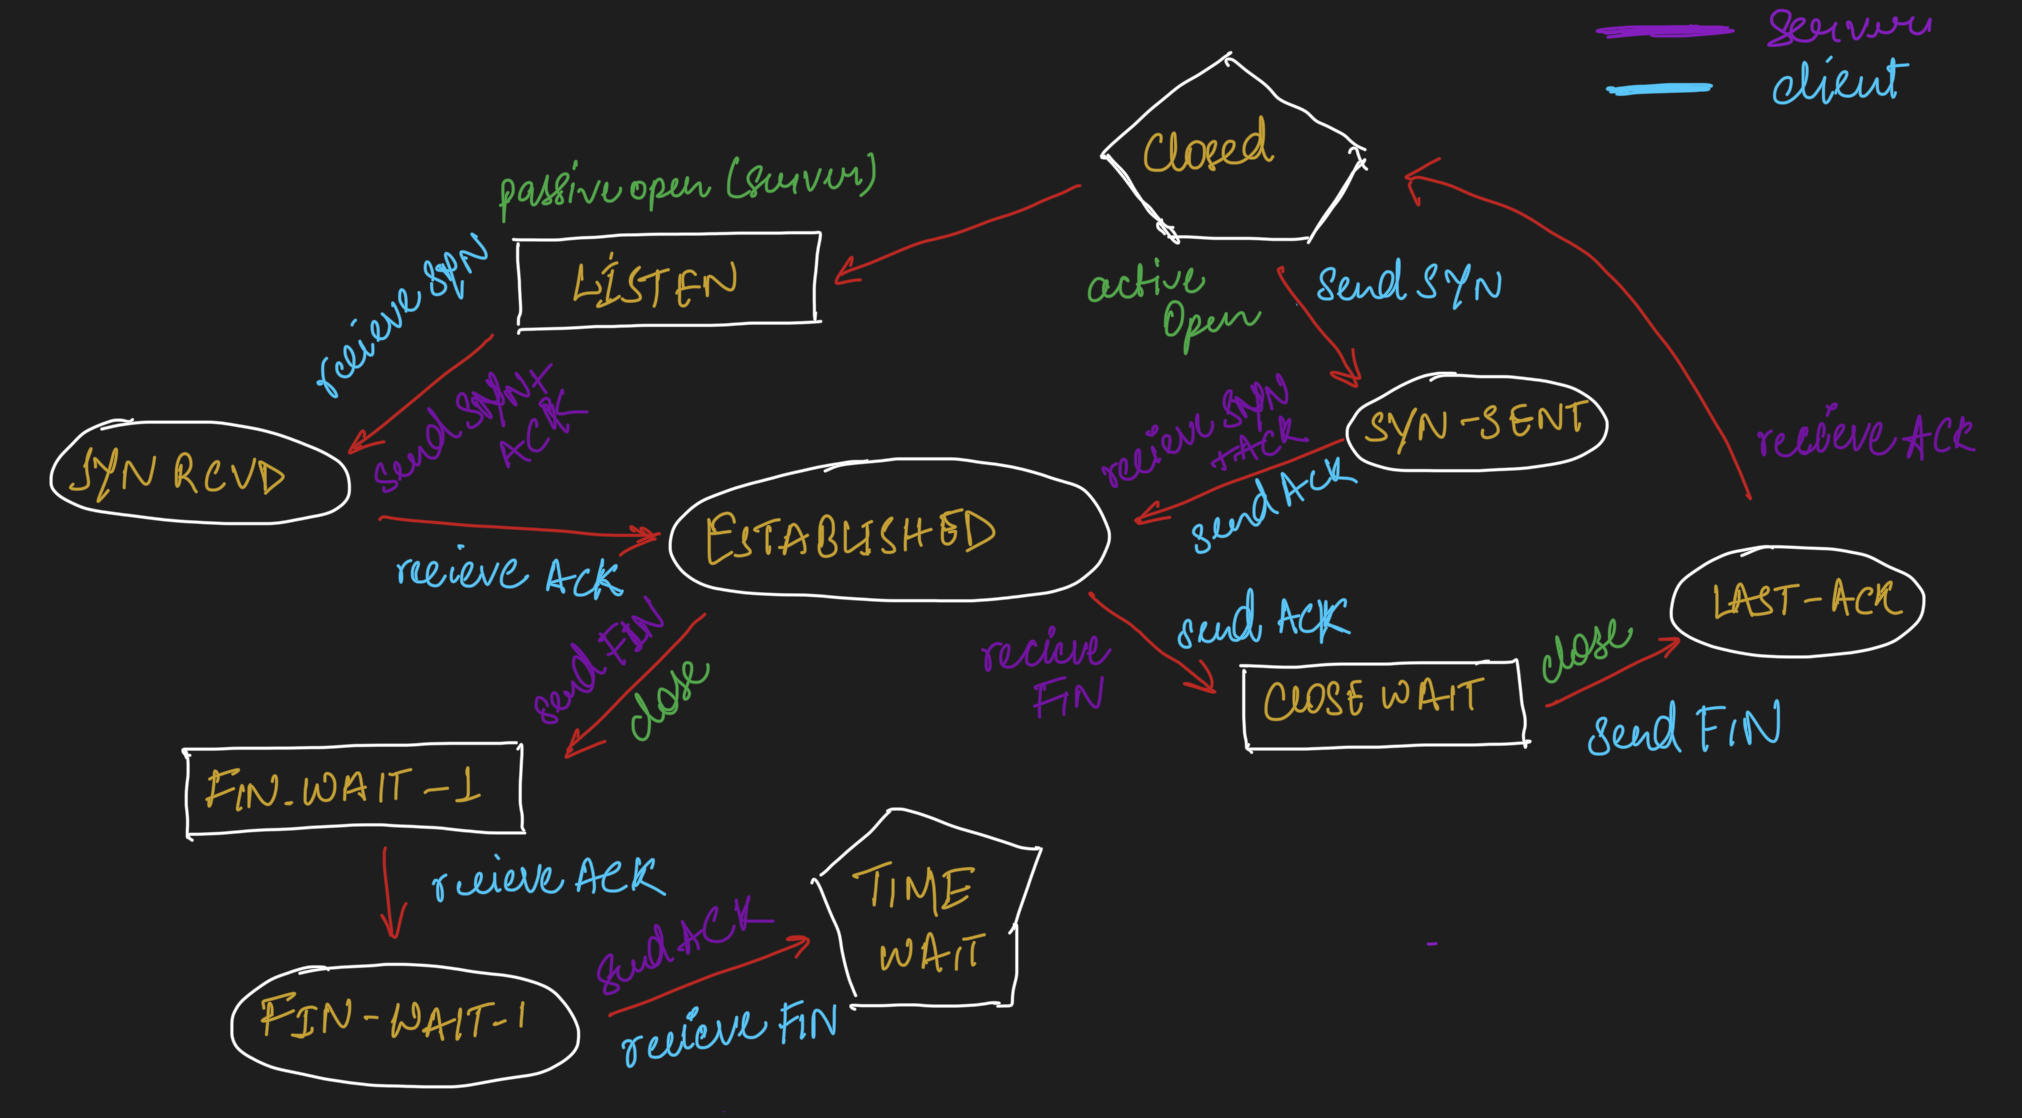 server
client
Closed
passive open (server)
LISTEN
recieve SYN
send SYN+
ACK
active
Open
send SYN
SYN-SENT
recieve SYN
+ACK
send ACK
SYN RCVD
recieve ACK
ESTABLISHED
recieve ACK
LAST-ACK
send FIN
close
recieve
FIN
send ACK
CLOSE WAIT
close
send FIN
FIN-WAIT-1
recieve ACK
TIME
WAIT
send ACK
recieve FIN
FIN-WAIT-1